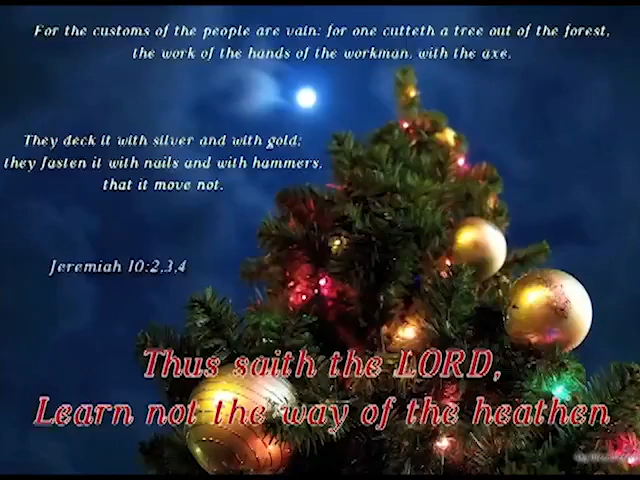 For the customs of the people are vain: for one cutteth a tree out of the forest,
the work of the hands of the workman, with the axe.
They deck it with silver and with gold;
they fasten it with nails and with hammers,
that it move not.
Jeremiah 10:2,3,4
Thus saith the LORD,
Learn not the way of the heathen